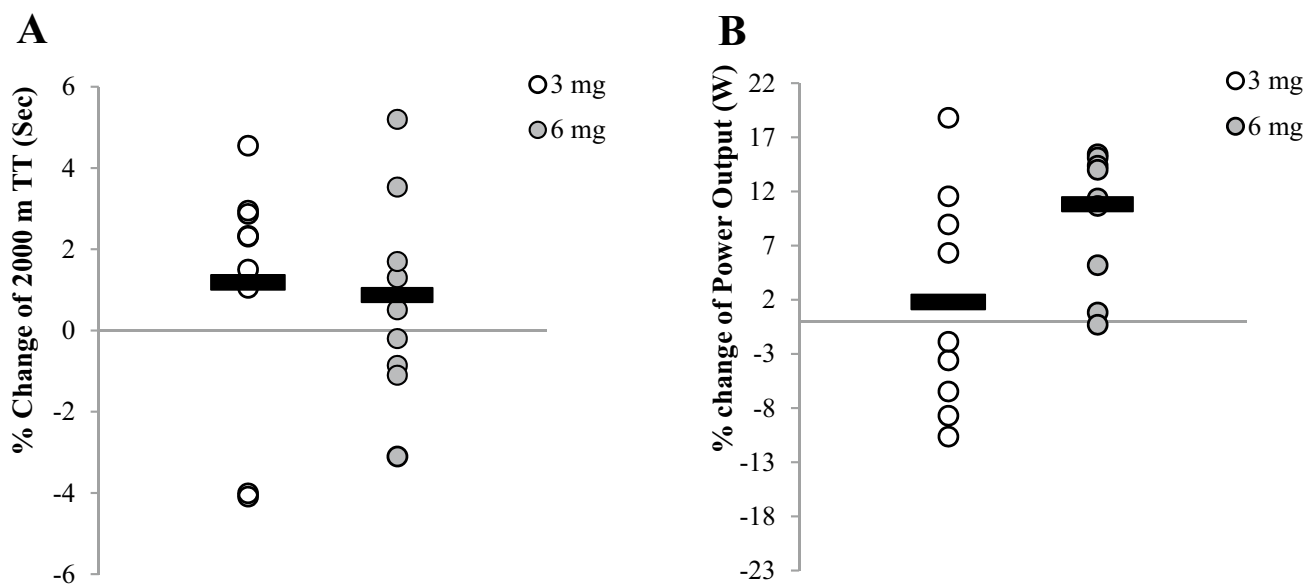 A
% Change of 2000 m TT (Sec)
6
4
2
0
-2
-4
-6
3 mg
6 mg
B
% change of Power Output (W)
22
17
12
7
2
-3
-8
-13
-18
-23
3 mg
6 mg